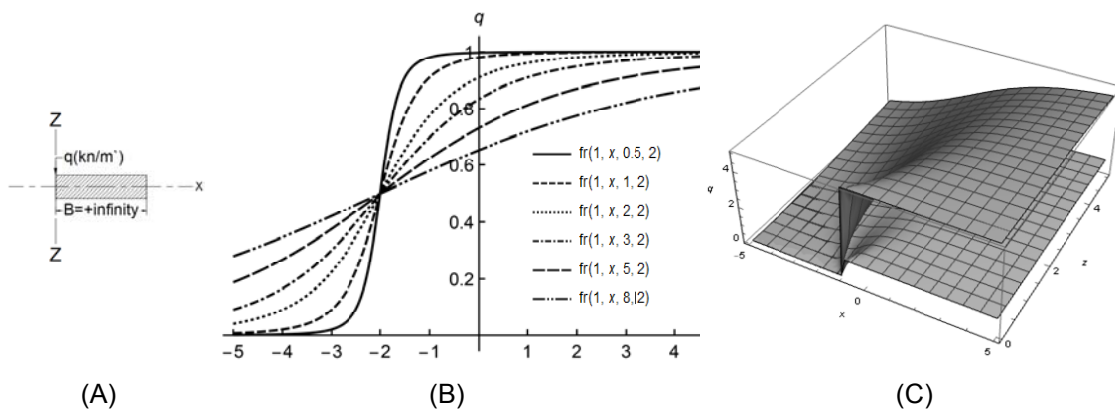 Z
q(kn/m`)
x
B=+infinity
Z
(A)
q
1
0.8
0.6
0.4
0.2
-5 -4 -3 -2 -1 0 1 2 3 4
fr(1, x, 0.5, 2)
fr(1, x, 1, 2)
fr(1, x, 2, 2)
fr(1, x, 3, 2)
fr(1, x, 5, 2)
fr(1, x, 8, 2)
(B)
4
q
2
0
-5
0
x
5
0
2
z
4
(C)